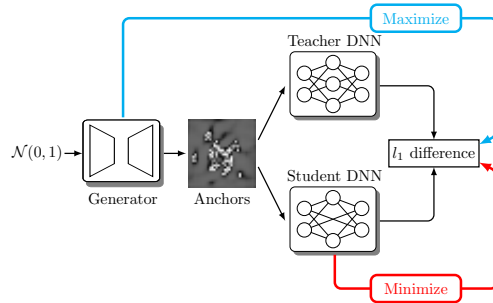 Maximize
Teacher DNN
𝒩(0,1)
l₁ difference
Generator
Anchors
Student DNN
Minimize